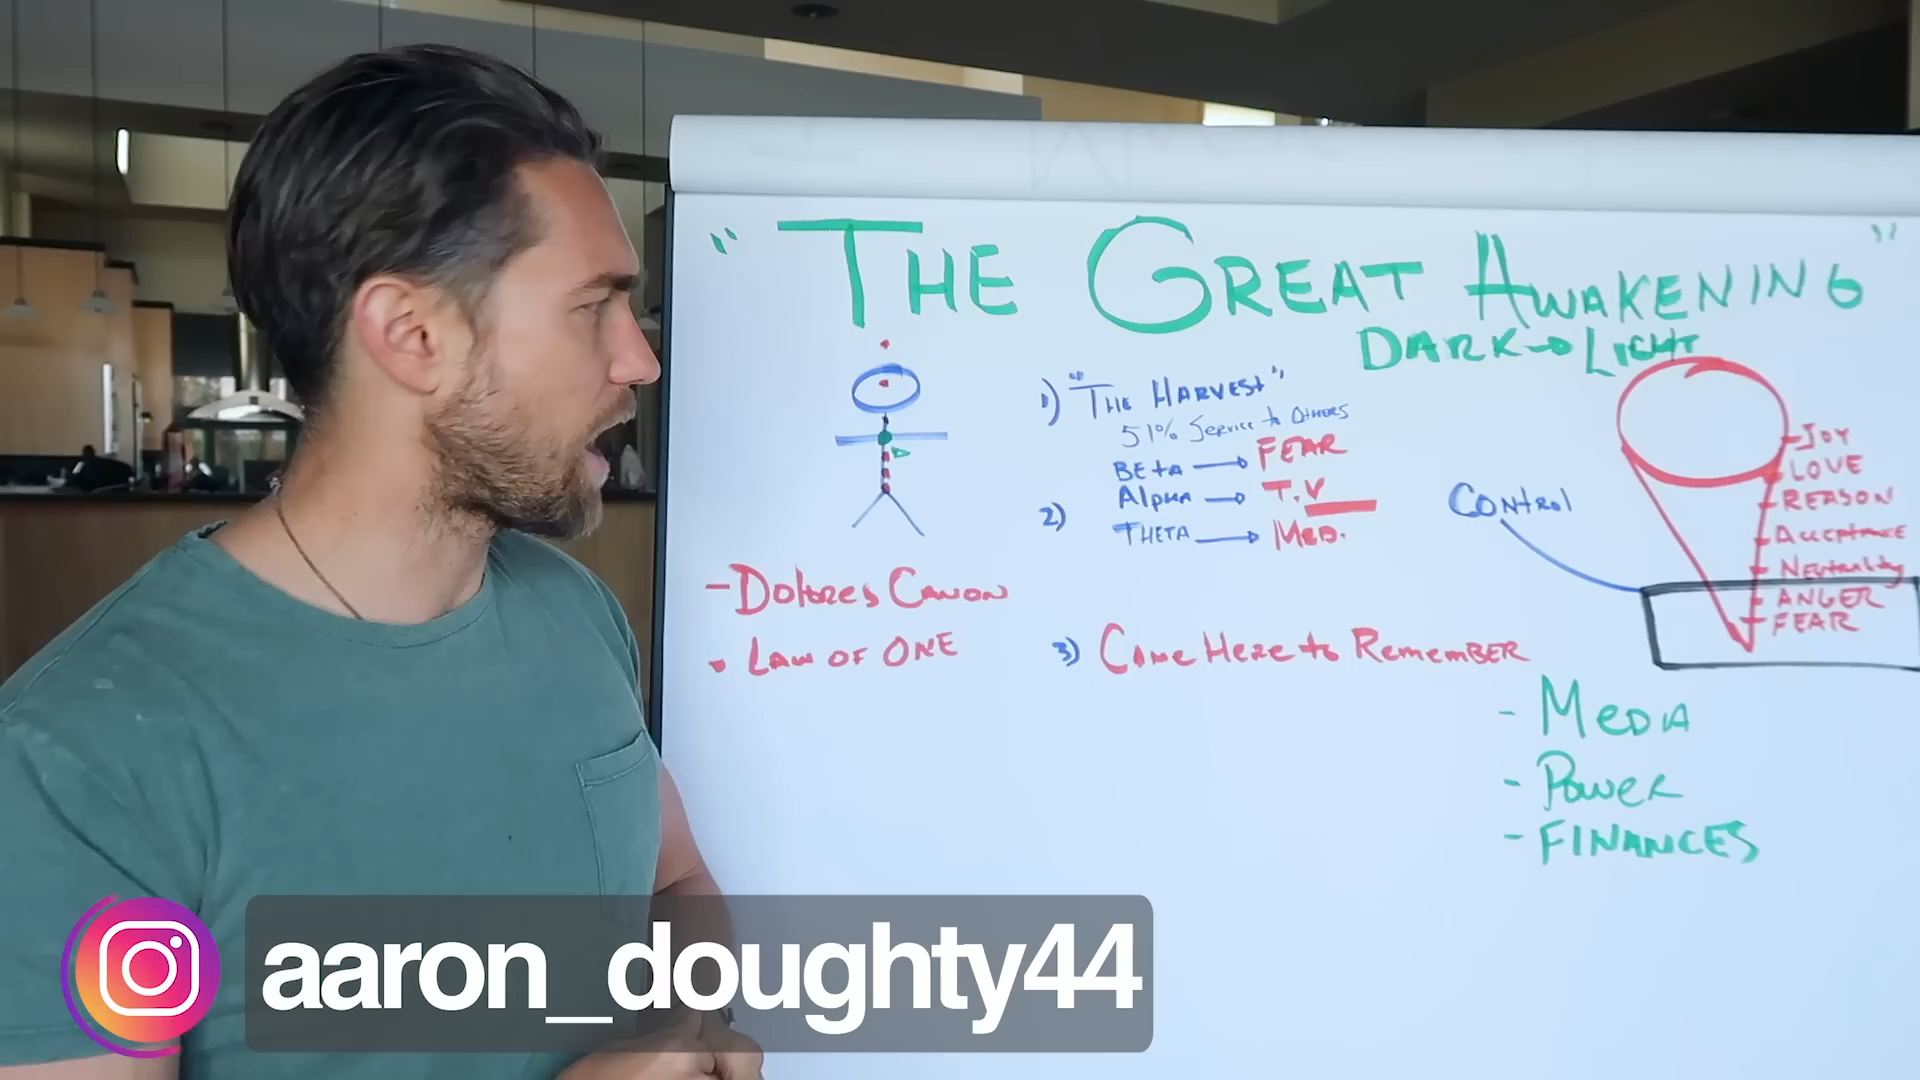 "THE GREAT AWAKENING"
DARK→LIGHT
1) "THE HARVEST"
51% SERVICE to OTHERS
BETA → FEAR
2) AlpHA → T.V
THETA → MED.
3) Come Here to REMEMBER
- Dolores Canon
• LAW OF ONE
CONtROl
- JOY
- LOVE
- REASON
- Acceptance
- Neutrality
- ANGER
- FEAR
- MeDIA
- PoweR
- FINANCES
aaron_doughty44